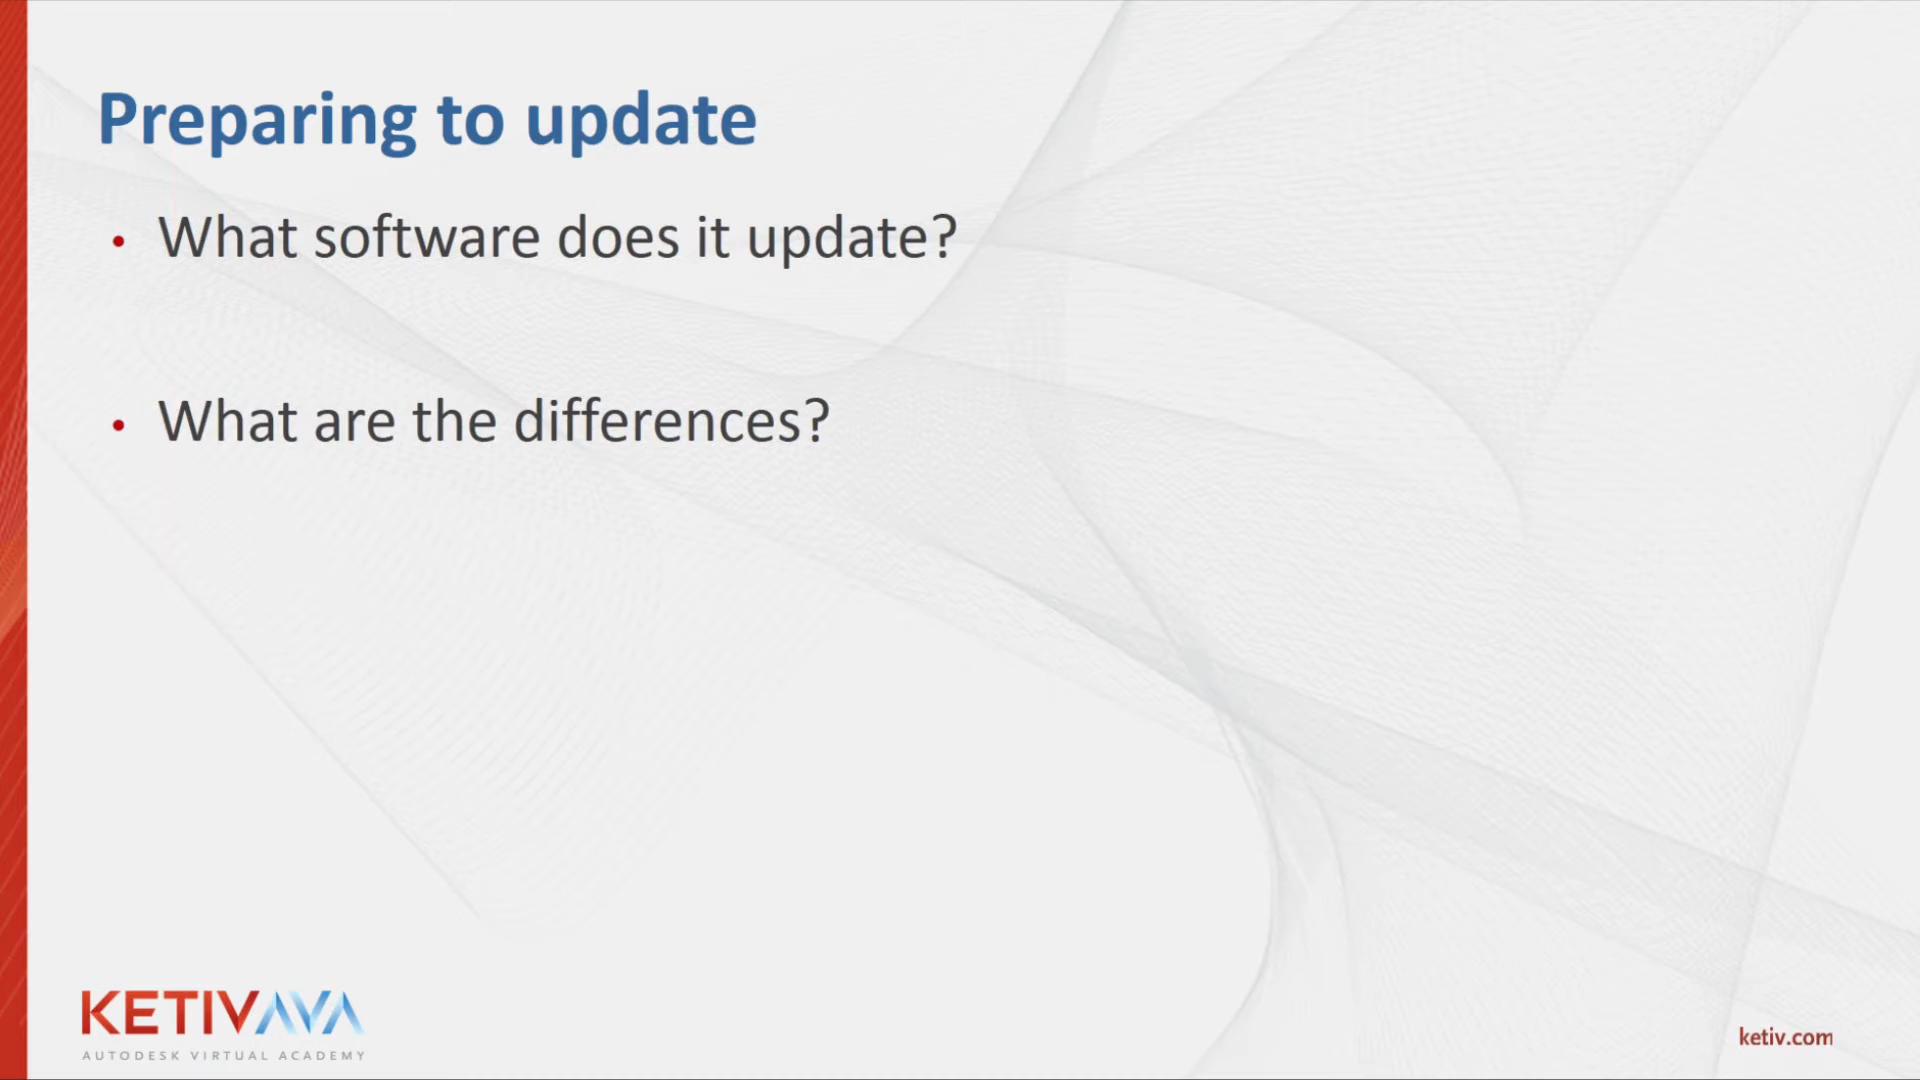 Preparing to update
• What software does it update?
• What are the differences?
KETIVAVA
AUTODESK VIRTUAL ACADEMY
ketiv.com